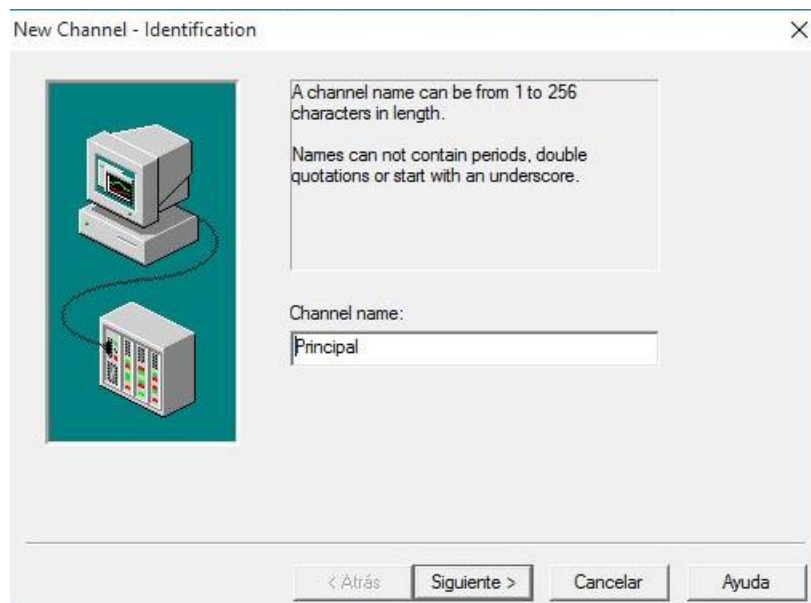 New Channel - Identification
A channel name can be from 1 to 256
characters in length.
Names can not contain periods, double
quotations or start with an underscore.
Channel name:
Principal
< Atrás
Siguiente >
Cancelar
Ayuda